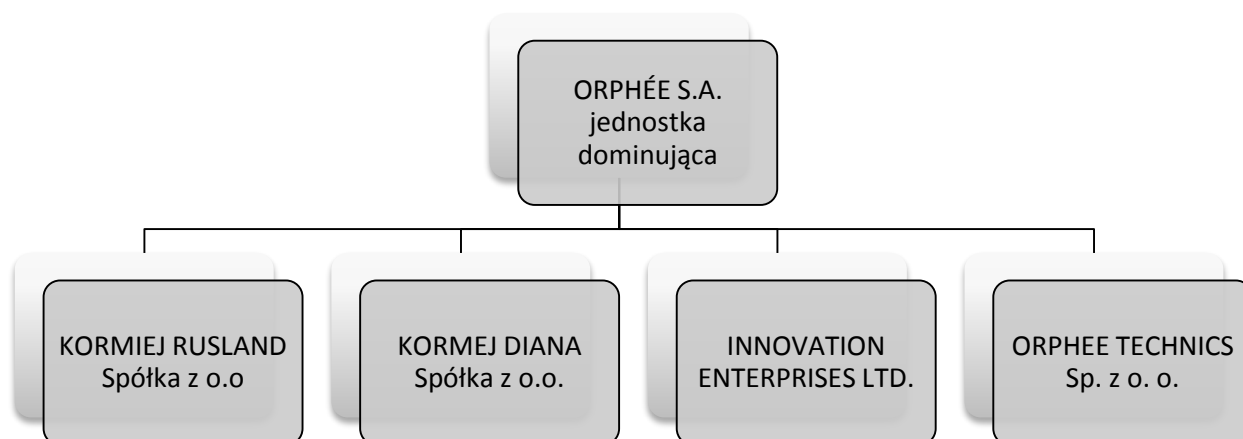 ORPHÉE S.A.
jednostka
dominująca
KORMIEJ RUSLAND
Spółka z o.o
KORMEJ DIANA
Spółka z o.o.
INNOVATION
ENTERPRISES LTD.
ORPHEE TECHNICS
Sp. z o. o.